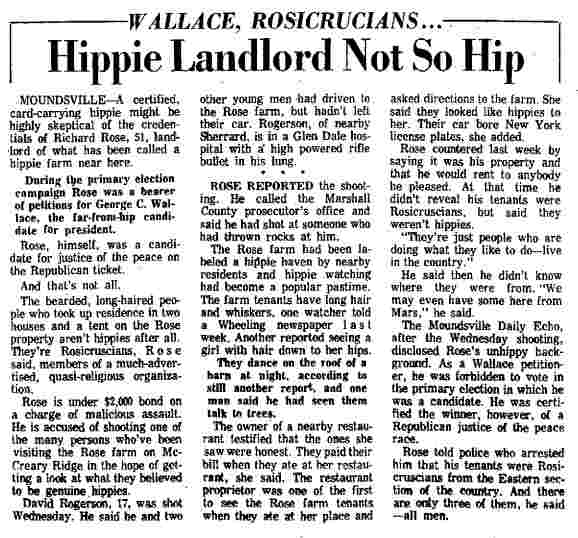 WALLACE, ROSICRUCIANS...
Hippie Landlord Not So Hip
MOUNDSVILLE—A certified,
card-carrying hippie might be
highly skeptical of the creden-
tials of Richard Rose, 51, land-
lord of what has been called a
hippie farm near here.
During the primary election
campaign Rose was a bearer
of petitions for George C. Wal-
lace, the far-from-hip candi-
date for president.
Rose, himself, was a candi-
date for justice of the peace on
the Republican ticket.
And that's not all.
The bearded, long-haired peo-
ple who took up residence in two
houses and a tent on the Rose
property aren't hippies after all.
They're Rosicruscians, Rose
said, members of a much-adver-
tised, quasi-religious organiza-
tion.
Rose is under $2,000 bond on
a charge of malicious assault.
He is accused of shooting one of
the many persons who've been
visiting the Rose farm on Mc-
Creary Ridge in the hope of get-
ting a look at what they believed
to be genuine hippies.
David Rogerson, 17, was shot
Wednesday. He said he and two
other young men had driven to
the Rose farm, but hadn't left
their car. Rogerson, of nearby
Sherrard, is in a Glen Dale hos-
pital with a high powered rifle
bullet in his lung.
* * *
ROSE REPORTED the shoot-
ing. He called the Marshall
County prosecutor's office and
said he had shot at someone who
had thrown rocks at him.
The Rose farm had been la-
beled a hippie haven by nearby
residents and hippie watching
had become a popular pastime.
The farm tenants have long hair
and whiskers, one watcher told
a Wheeling newspaper last
week. Another reported seeing a
girl with hair down to her hips.
They dance on the roof of a
barn at night, according to
still another report, and one
man said he had seen them
talk to trees.
The owner of a nearby restau-
rant testified that the ones she
saw were honest. They paid their
bill when they ate at her restau-
rant, she said. The restaurant
proprietor was one of the first
to see the Rose farm tenants
when they ate at her place and
asked directions to the farm. She
said they looked like hippies to
her. Their car bore New York
license plates, she added.
Rose countered last week by
saying it was his property and
that he would rent to anybody
he pleased. At that time he
didn't reveal his tenants were
Rosicruscians, but said they
weren't hippies.
"They're just people who are
doing what they like to do—live
in the country."
He said then he didn't know
where they were from. "We
may even have some here from
Mars," he said.
The Moundsville Daily Echo,
after the Wednesday shooting,
disclosed Rose's unhippy back-
ground. As a Wallace petition-
er, he was forbidden to vote in
the primary election in which he
was a candidate. He was certi-
fied the winner, however, of a
Republican justice of the peace
race.
Rose told police who arrested
him that his tenants were Rosi-
cruscians from the Eastern sec-
tion of the country. And there
are only three of them, he said
—all men.